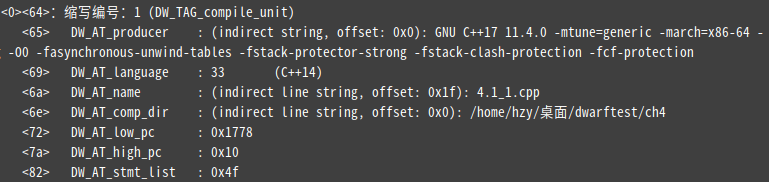 <0><64>: 缩写编号: 1 (DW_TAG_compile_unit)
<65> DW_AT_producer : (indirect string, offset: 0x0): GNU C++17 11.4.0 -mtune=generic -march=x86-64 -
-O0 -fasynchronous-unwind-tables -fstack-protector-strong -fstack-clash-protection -fcf-protection
<69> DW_AT_language : 33 (C++14)
<6a> DW_AT_name : (indirect line string, offset: 0x1f): 4.1_1.cpp
<6e> DW_AT_comp_dir : (indirect line string, offset: 0x0): /home/hzy/桌面/dwarftest/ch4
<72> DW_AT_low_pc : 0x1778
<7a> DW_AT_high_pc : 0x10
<82> DW_AT_stmt_list : 0x4f